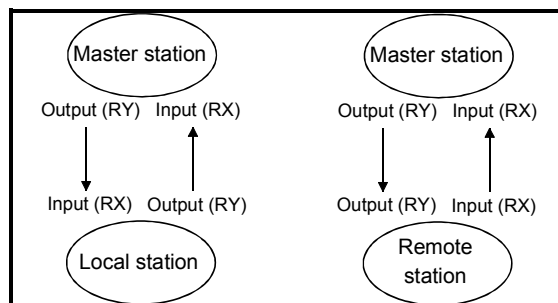 Master station
Master station
Output (RY) Input (RX)
Output (RY) Input (RX)
Input (RX) Output (RY)
Output (RY) Input (RX)
Local station
Remote
station